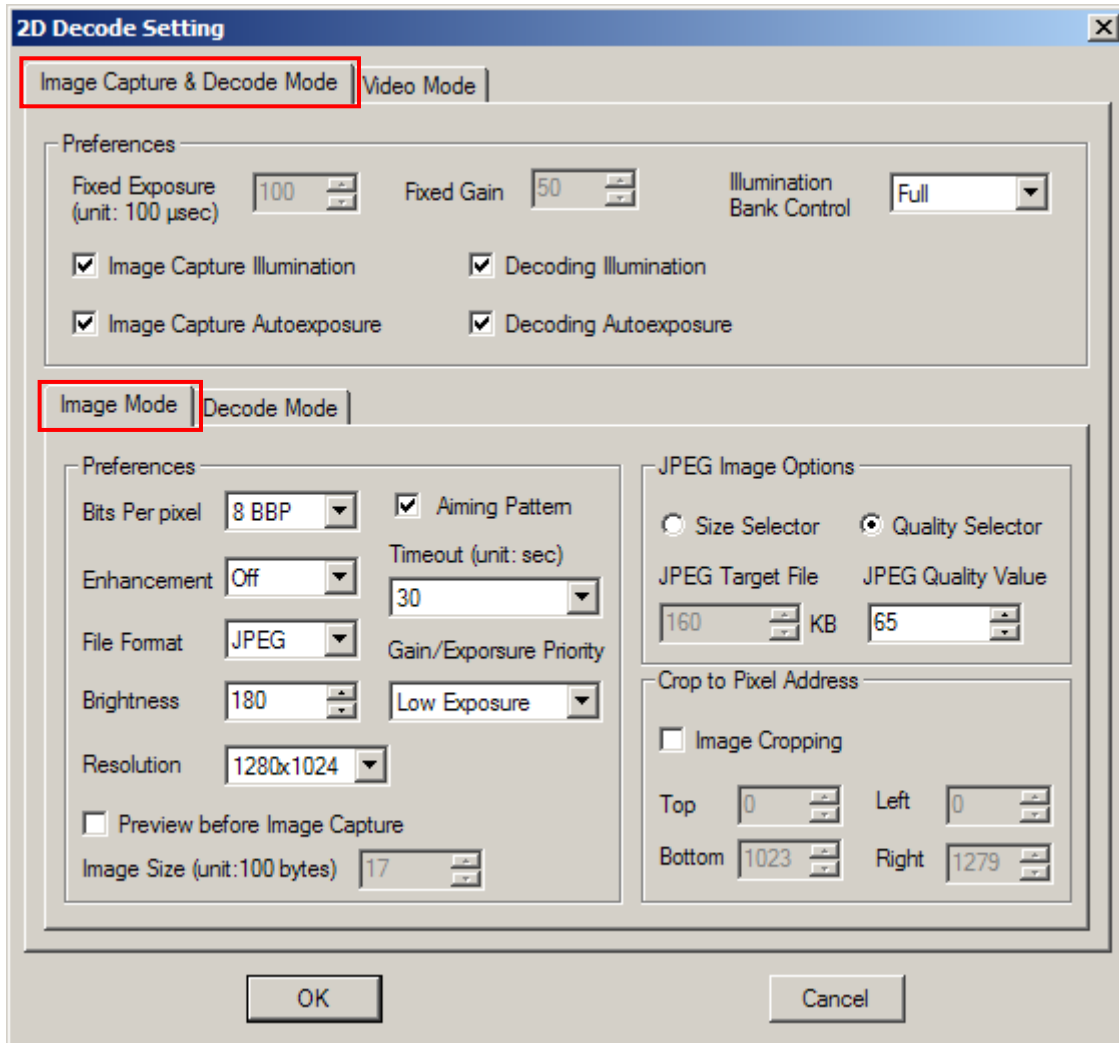 2D Decode Setting
Image Capture & Decode Mode Video Mode
Preferences
Fixed Exposure
(unit: 100 µsec) 100 Fixed Gain 50 Illumination
Bank Control Full
Image Capture Illumination Decoding Illumination
Image Capture Autoexposure Decoding Autoexposure
Image Mode Decode Mode
Preferences
Bits Per pixel 8 BBP Aiming Pattern
Timeout (unit: sec)
Enhancement Off
30
File Format JPEG Gain/Exporsure Priority
Brightness 180 Low Exposure
Resolution 1280x1024
Preview before Image Capture
Image Size (unit:100 bytes) 17
JPEG Image Options
Size Selector Quality Selector
JPEG Target File JPEG Quality Value
160 KB 65
Crop to Pixel Address
Image Cropping
Top 0 Left 0
Bottom 1023 Right 1279
OK Cancel